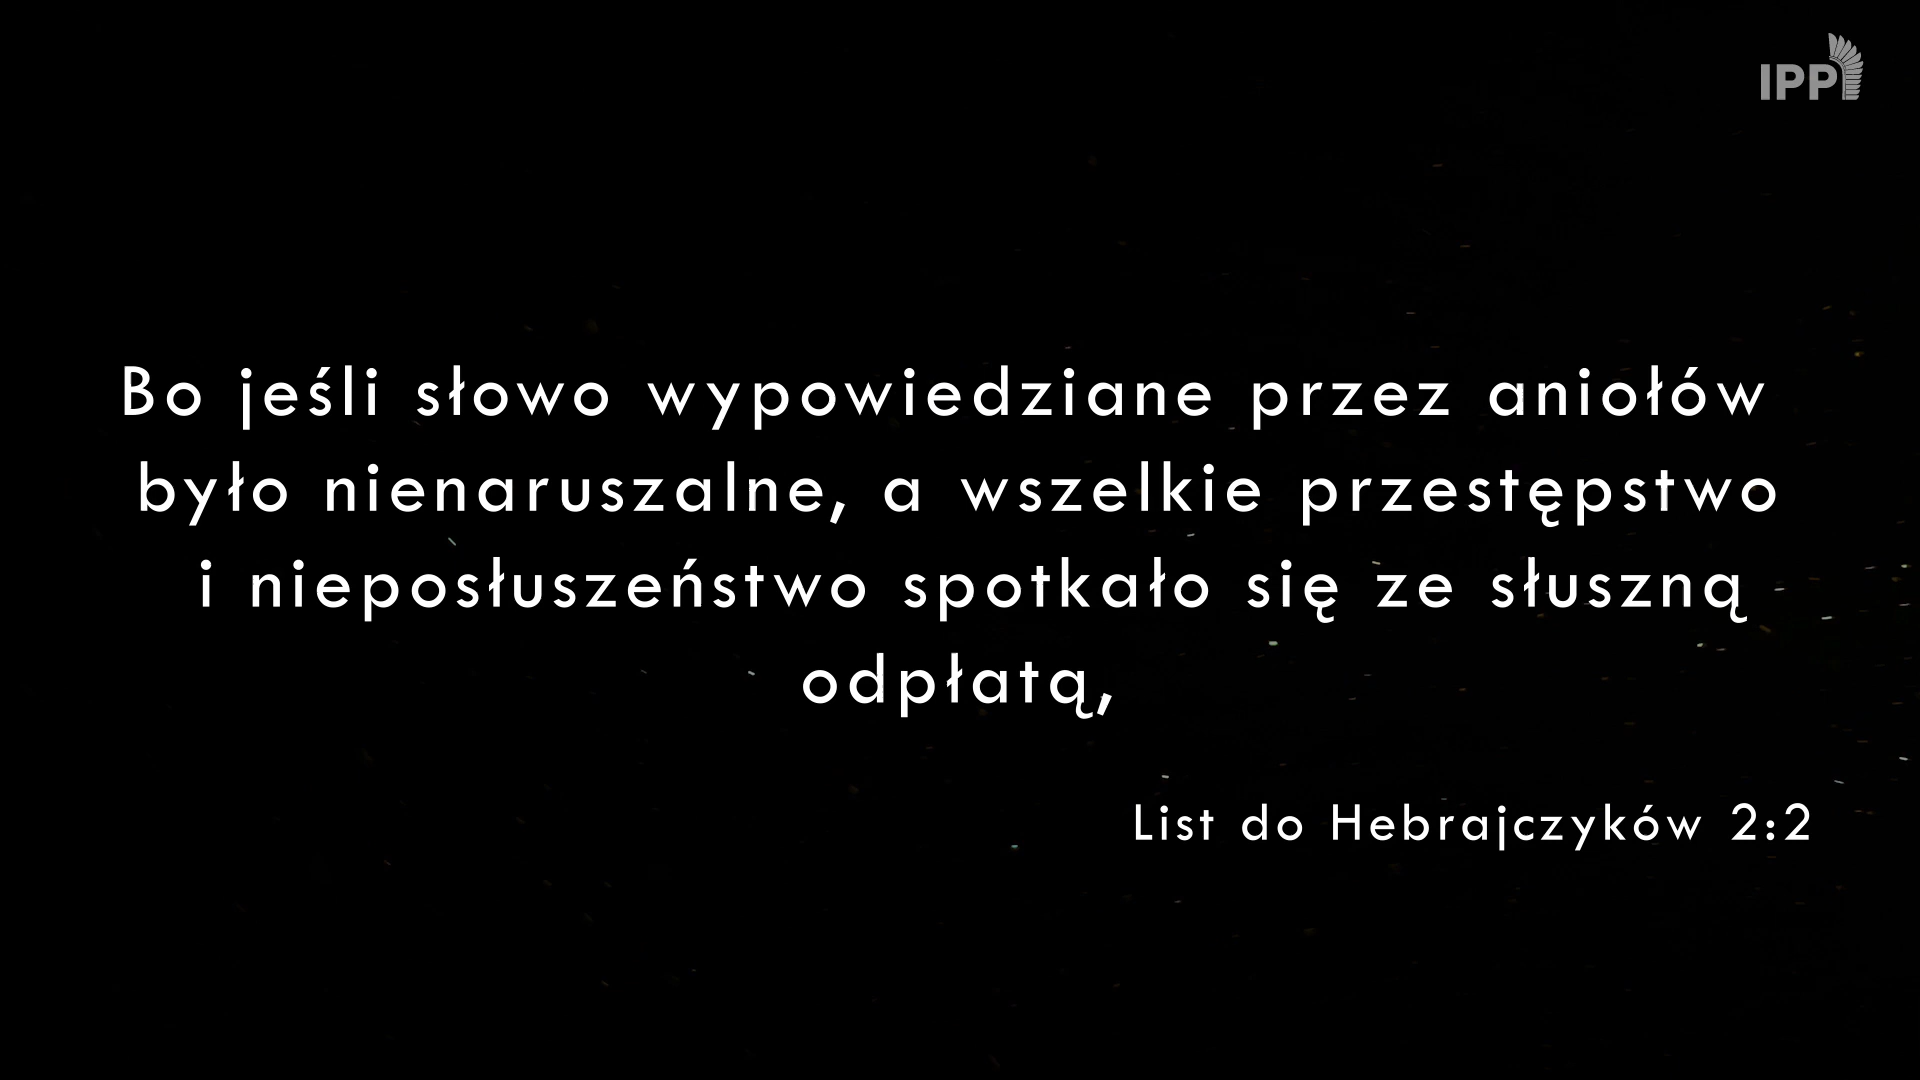 IPP
Bo jeśli słowo wypowiedziane przez aniołów
było nienaruszalne, a wszelkie przestępstwo
i nieposłuszeństwo spotkało się ze słuszną
odpłatą,
List do Hebrajczyków 2:2